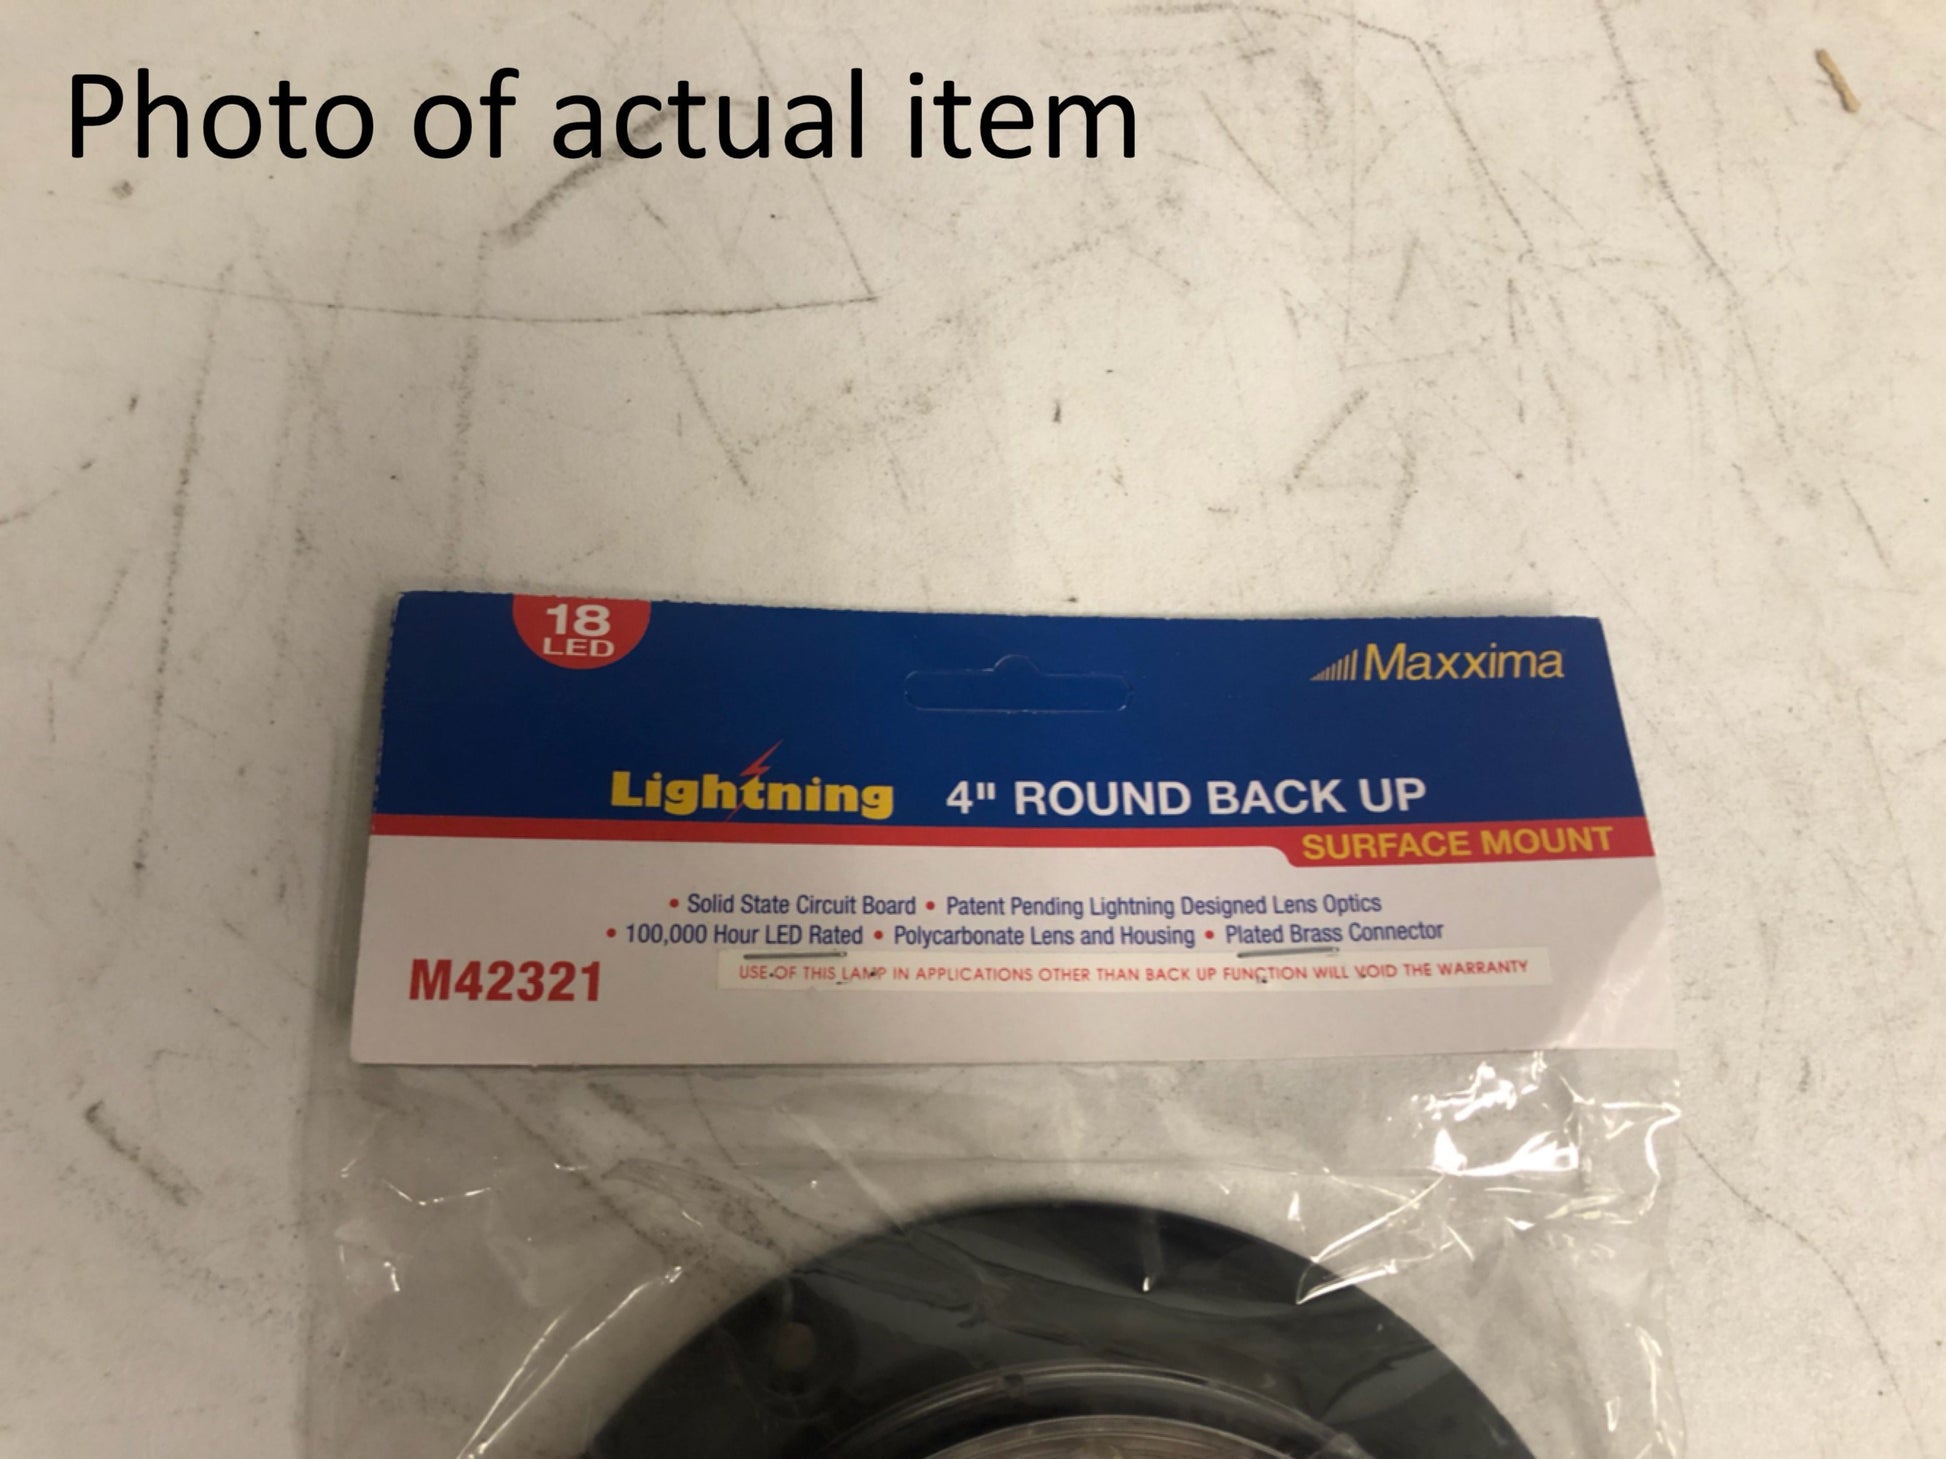 Photo of actual item
18
LED
Maxxima
Lightning 4" ROUND BACK UP
SURFACE MOUNT
• Solid State Circuit Board • Patent Pending Lightning Designed Lens Optics
• 100,000 Hour LED Rated • Polycarbonate Lens and Housing • Plated Brass Connector
M42321
USE OF THIS LAMP IN APPLICATIONS OTHER THAN BACK UP FUNCTION WILL VOID THE WARRANTY